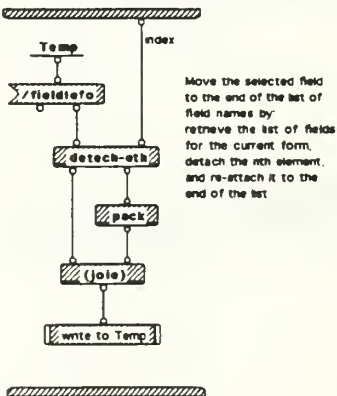 index
Temp
/fieldinfo
detach-nth
pack
(join)
write to Temp
Move the selected field
to the end of the list of
field names by
retrieve the list of fields
for the current form,
detach the nth element,
and re-attach it to the
end of the list